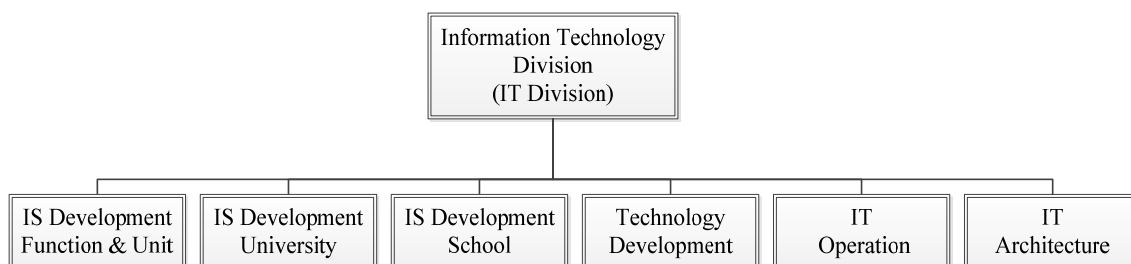 Information Technology
Division
(IT Division)
IS Development
Function & Unit
IS Development
University
IS Development
School
Technology
Development
IT
Operation
IT
Architecture